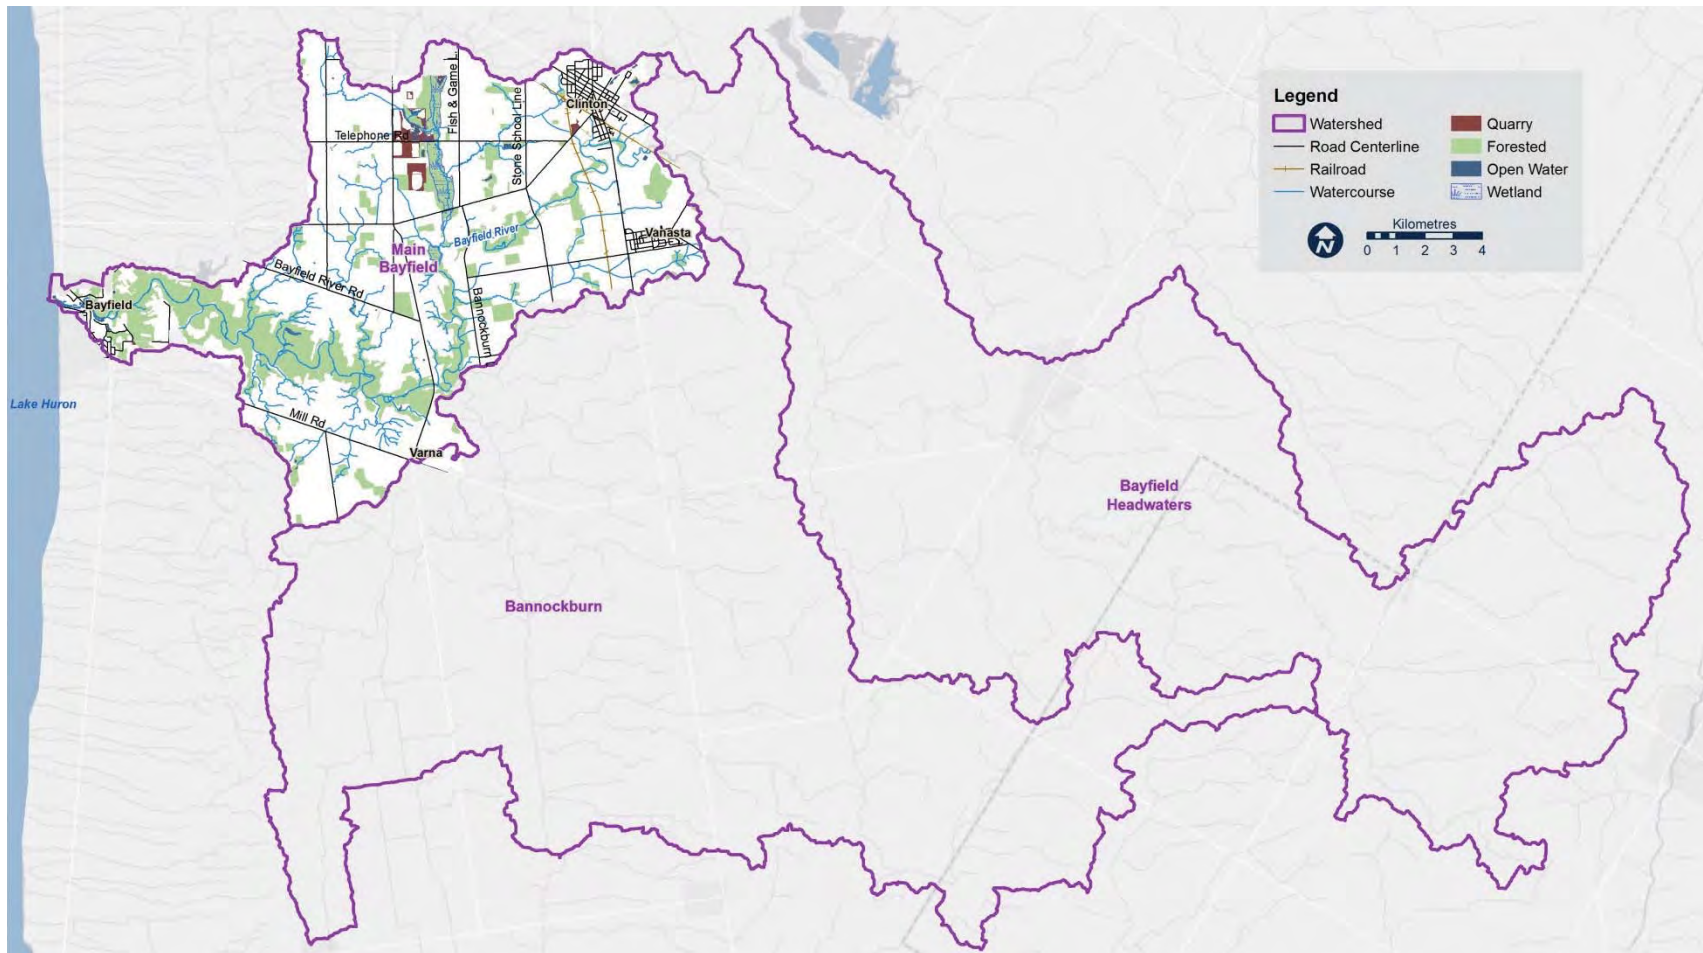 Fish & Game L.
Clinton
Stone School Line
Telephone Rd
Legend
Watershed
Quarry
Road Centerline
Forested
Railroad
Open Water
Watercourse
Wetland
Kilometres
N
0 1 2 3 4
Vanasta
Bayfield River
Main
Bayfield
Bayfield River Rd
Bannockburn
Bayfield
Lake Huron
Mill Rd
Varna
Bayfield
Headwaters
Bannockburn